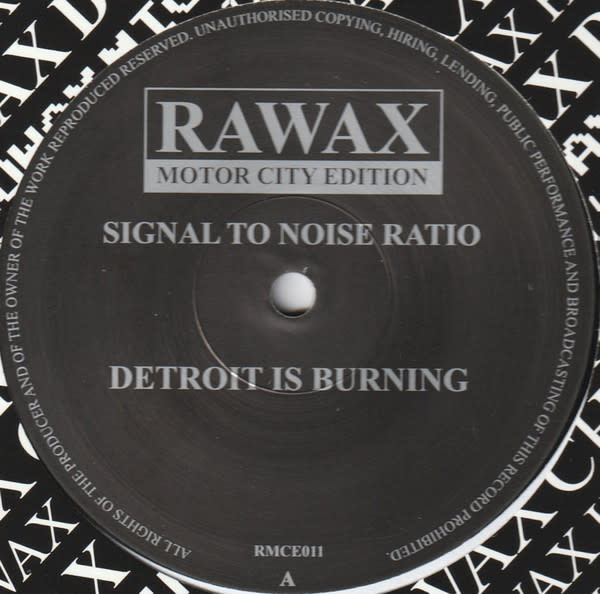 RAWAX
MOTOR CITY EDITION
SIGNAL TO NOISE RATIO
DETROIT IS BURNING
RMCE011
A
ALL RIGHTS OF THE PRODUCER AND OF THE OWNER OF THE WORK REPRODUCED RESERVED. UNAUTHORISED COPYING, HIRING, LENDING, PUBLIC PERFORMANCE AND BROADCASTING OF THIS RECORD PROHIBITED.